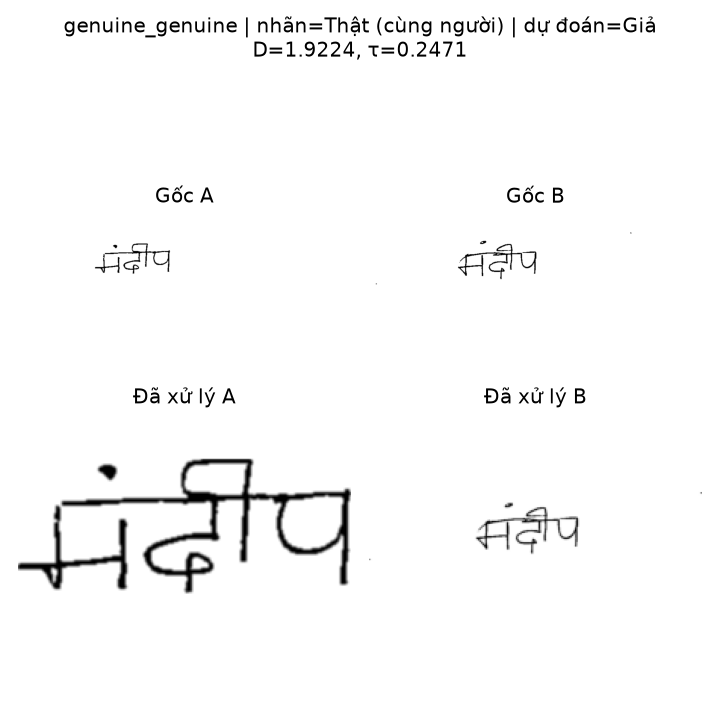 genuine_genuine | nhãn=Thật (cùng người) | dự đoán=Giả
D=1.9224, τ=0.2471
Gốc A
Gốc B
मंदीप
मंदीप
Đã xử lý A
Đã xử lý B
मंदीप
मंदीप